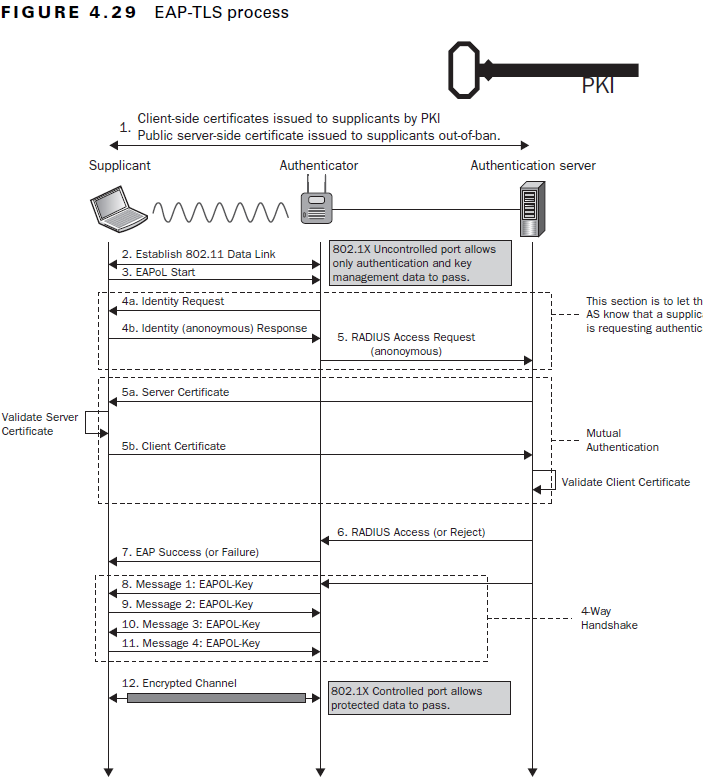 FIGURE 4.29 EAP-TLS process
PKI
1. Client-side certificates issued to supplicants by PKI
Public server-side certificate issued to supplicants out-of-ban.
Supplicant
Authenticator
Authentication server
2. Establish 802.11 Data Link
3. EAPoL Start
802.1X Uncontrolled port allows
only authentication and key
management data to pass.
4a. Identity Request
4b. Identity (anonoymous) Response
5. RADIUS Access Request
(anonoymous)
This section is to let th
AS know that a supplic
is requesting authentic
5a. Server Certificate
Validate Server
Certificate
5b. Client Certificate
Mutual
Authentication
Validate Client Certificate
6. RADIUS Access (or Reject)
7. EAP Success (or Failure)
8. Message 1: EAPOL-Key
9. Message 2: EAPOL-Key
10. Message 3: EAPOL-Key
11. Message 4: EAPOL-Key
4-Way
Handshake
12. Encrypted Channel
802.1X Controlled port allows
protected data to pass.